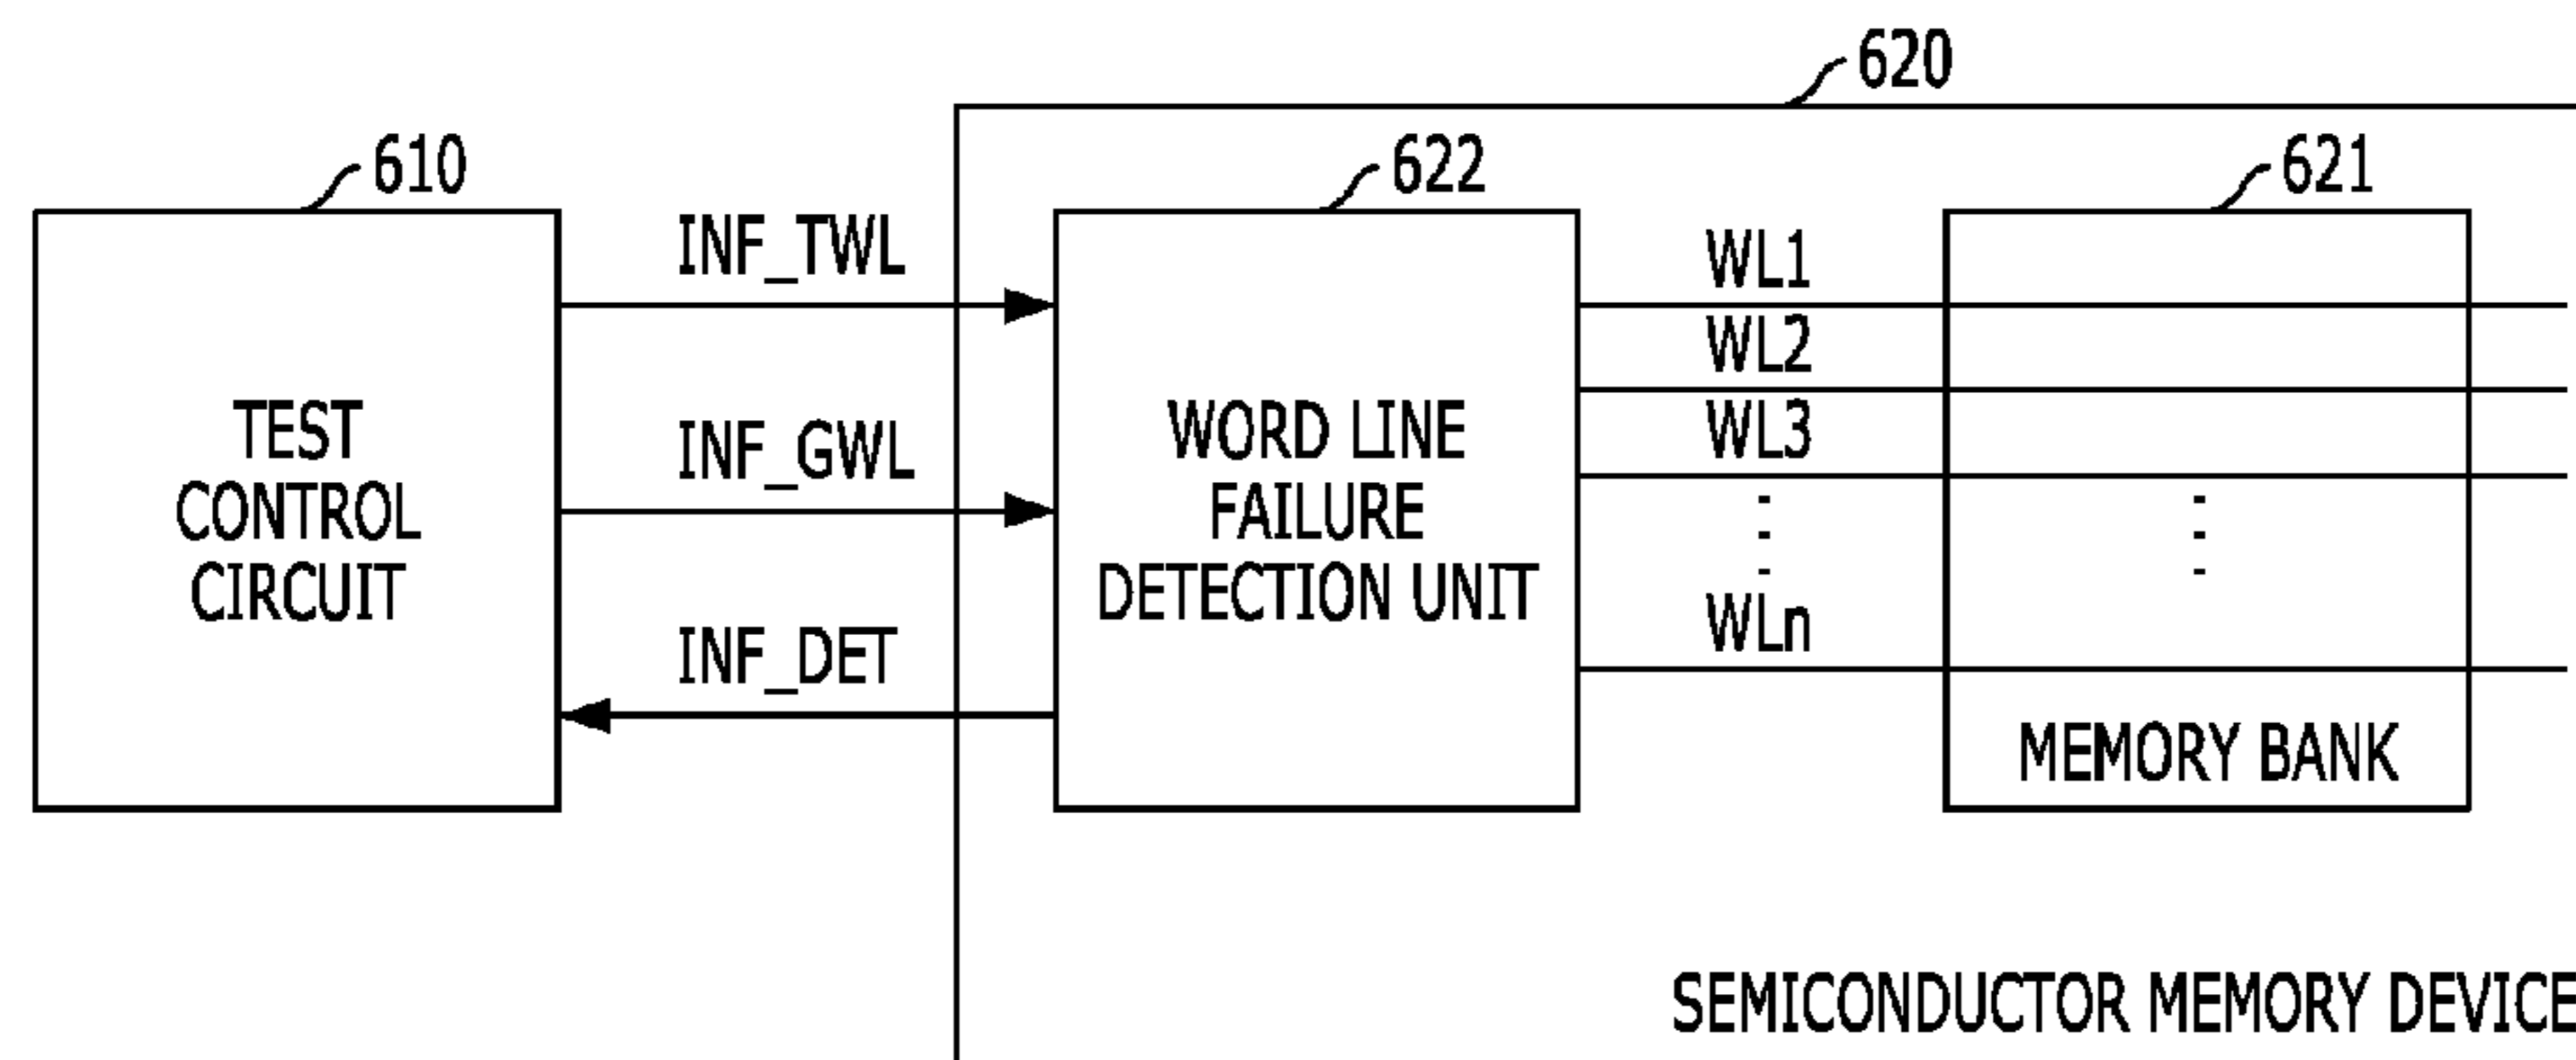 620
610
622
621
INF_TWL
WL1
WL2
INF_GWL
WL3
TEST
CONTROL
CIRCUIT
WORD LINE
FAILURE
DETECTION UNIT
INF_DET
WLn
MEMORY BANK
SEMICONDUCTOR MEMORY DEVICE